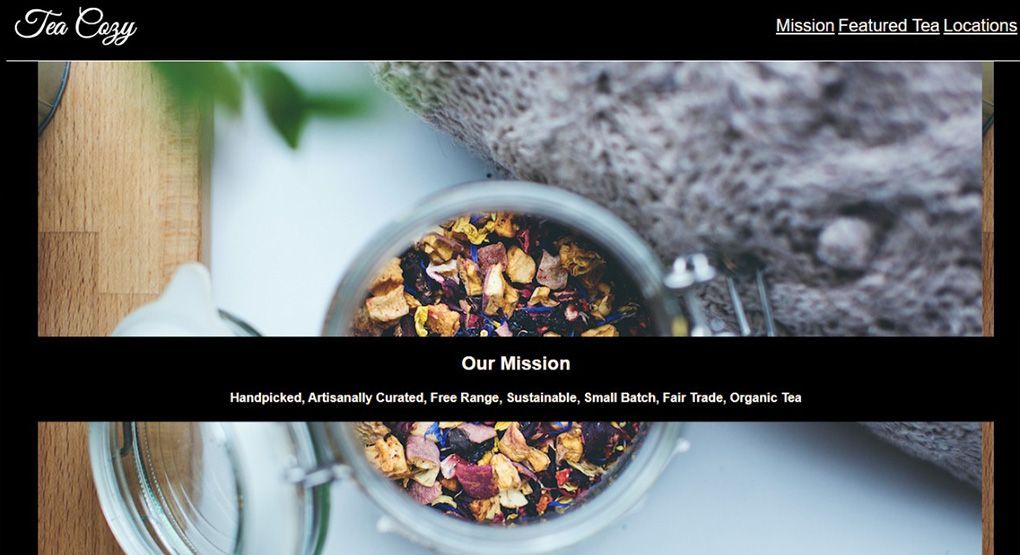 Tea Cozy
Mission Featured Tea Locations
Our Mission
Handpicked, Artisanally Curated, Free Range, Sustainable, Small Batch, Fair Trade, Organic Tea